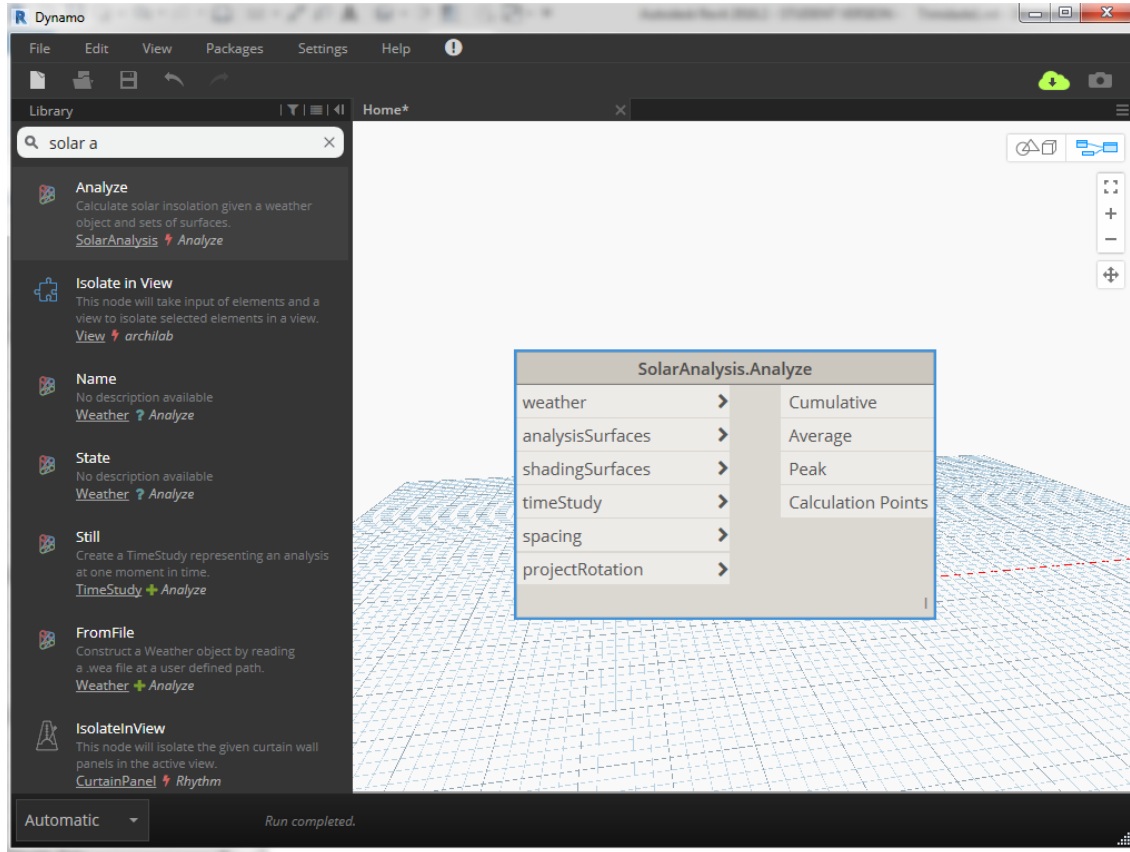 Dynamo
File Edit View Packages Settings Help
Library
Home*
solar a
Analyze
Calculate solar insolation given a weather
object and sets of surfaces.
SolarAnalysis Analyze
Isolate in View
This node will take input of elements and a
view to isolate selected elements in a view.
View archilab
Name
No description available
Weather ? Analyze
State
No description available
Weather ? Analyze
Still
Create a TimeStudy representing an analysis
at one moment in time.
TimeStudy + Analyze
FromFile
Construct a Weather object by reading
a .wea file at a user defined path.
Weather + Analyze
IsolateInView
This node will isolate the given curtain wall
panels in the active view.
CurtainPanel Rhythm
SolarAnalysis.Analyze
weather > Cumulative
analysisSurfaces > Average
shadingSurfaces > Peak
timeStudy > Calculation Points
spacing >
projectRotation >
Automatic
Run completed.